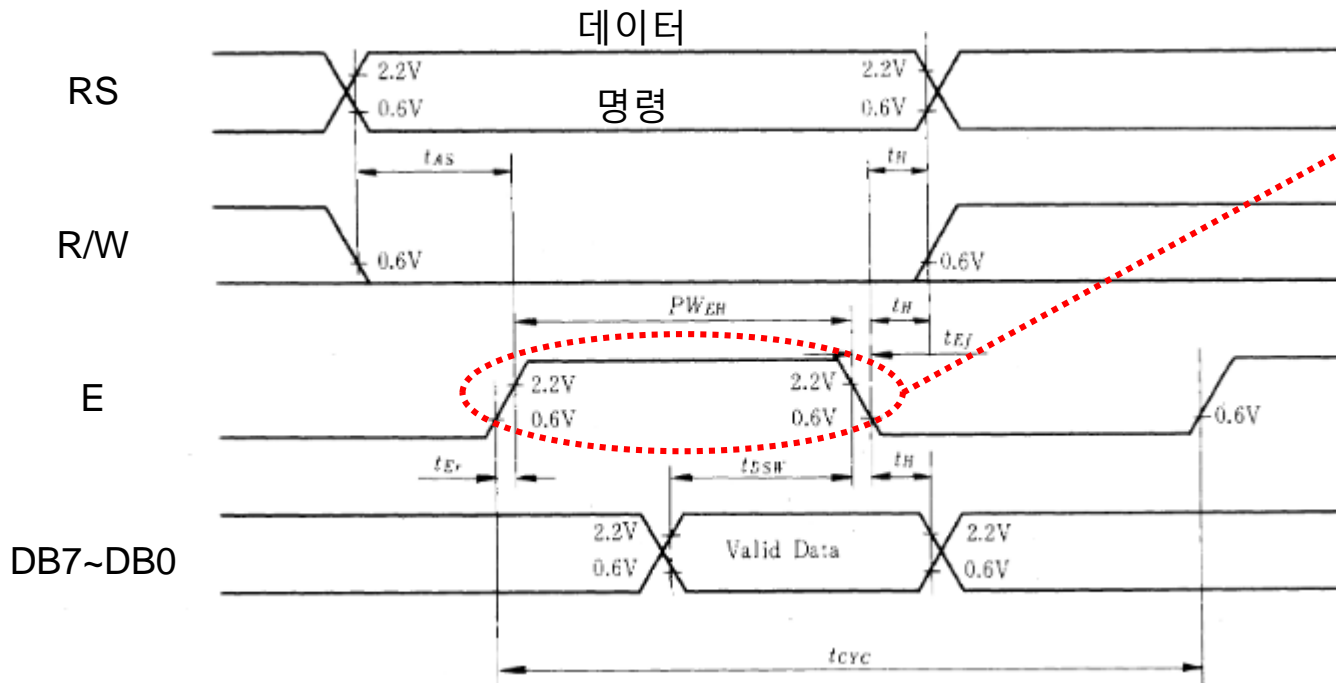 데이터
RS
2.2V
2.2V
명령
0.6V
0.6V
tAS
tH
R/W
0.6V
0.6V
PWEH
tH
tEf
E
2.2V
2.2V
0.6V
0.6V
0.6V
tEr
tDSW
tH
DB7~DB0
2.2V
Valid Data
2.2V
0.6V
0.6V
tCYC